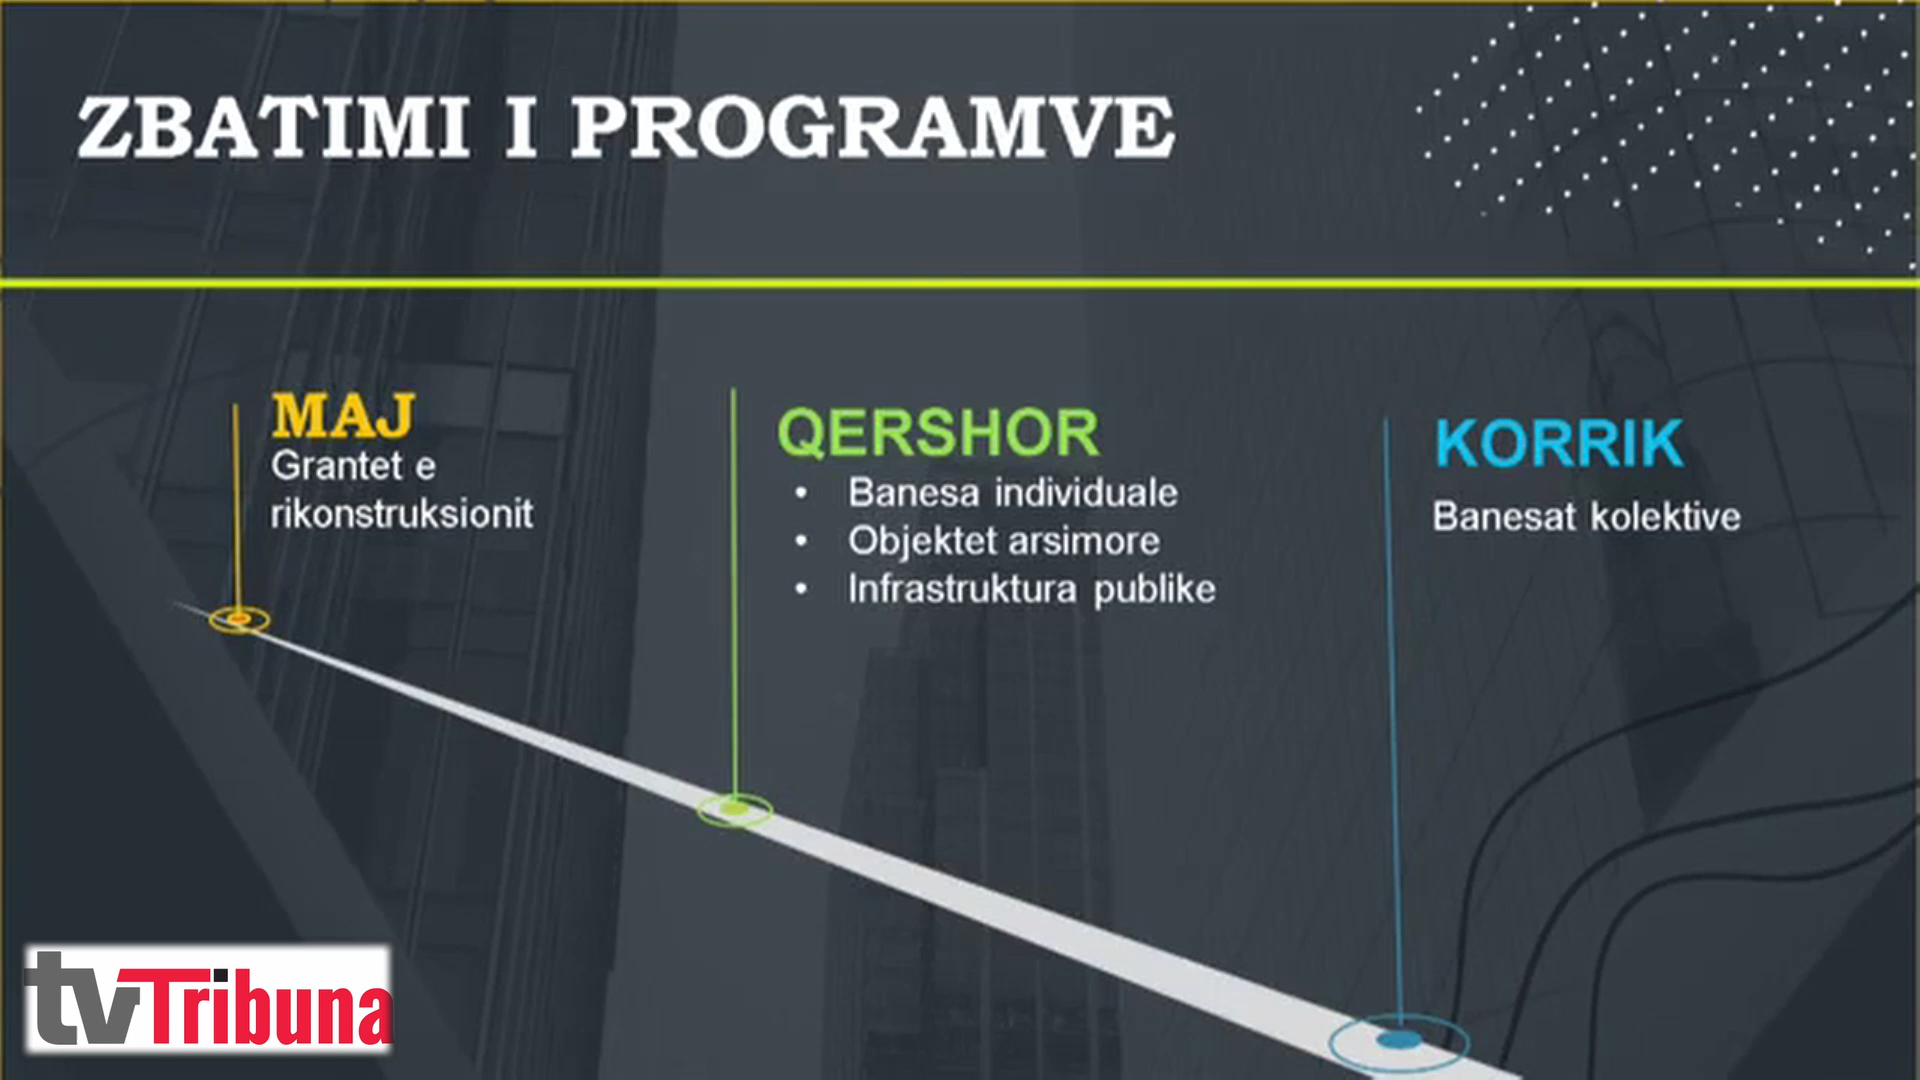 ZBATIMI I PROGRAMVE
MAJ
Grantet e
rikonstruksionit
QERSHOR
• Banesa individuale
• Objektet arsimore
• Infrastruktura publike
KORRIK
Banesat kolektive
tvTribuna